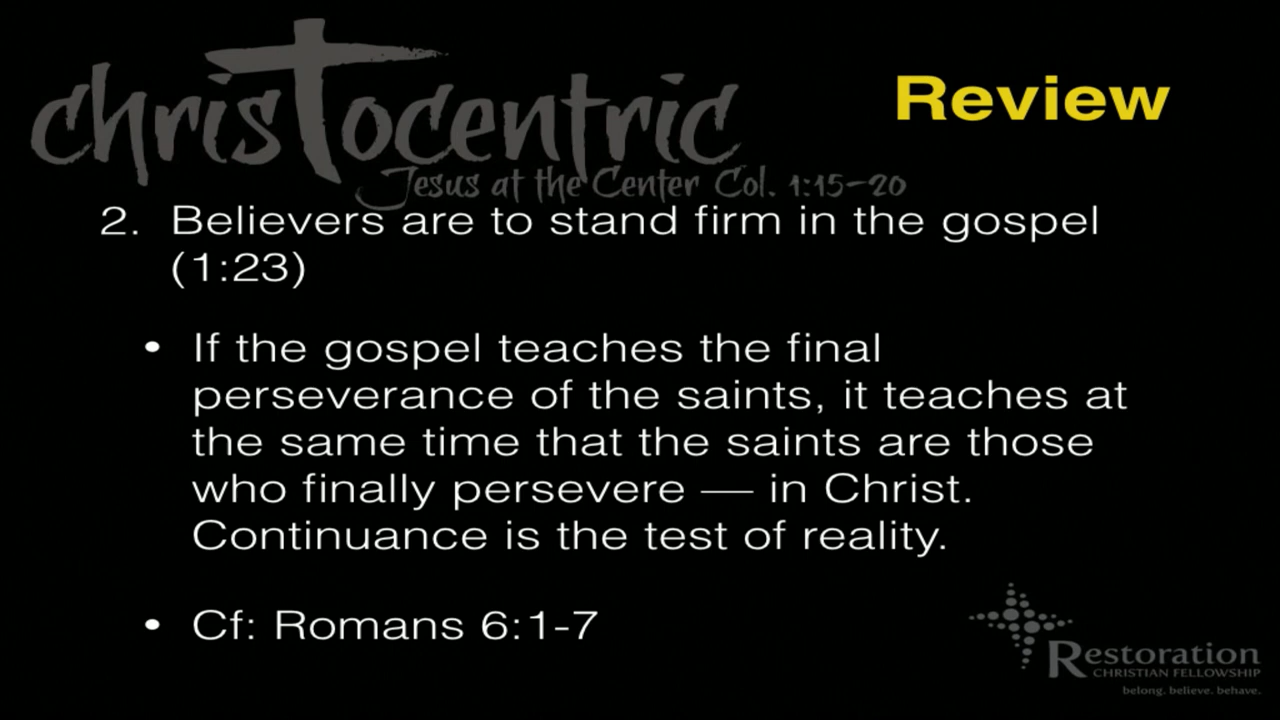 christocentric
Review
Jesus at the Center Col. 1:15-20
2. Believers are to stand firm in the gospel
(1:23)
• If the gospel teaches the final
perseverance of the saints, it teaches at
the same time that the saints are those
who finally persevere — in Christ.
Continuance is the test of reality.
• Cf: Romans 6:1-7
Restoration
CHRISTIAN FELLOWSHIP
belong. believe. behave.